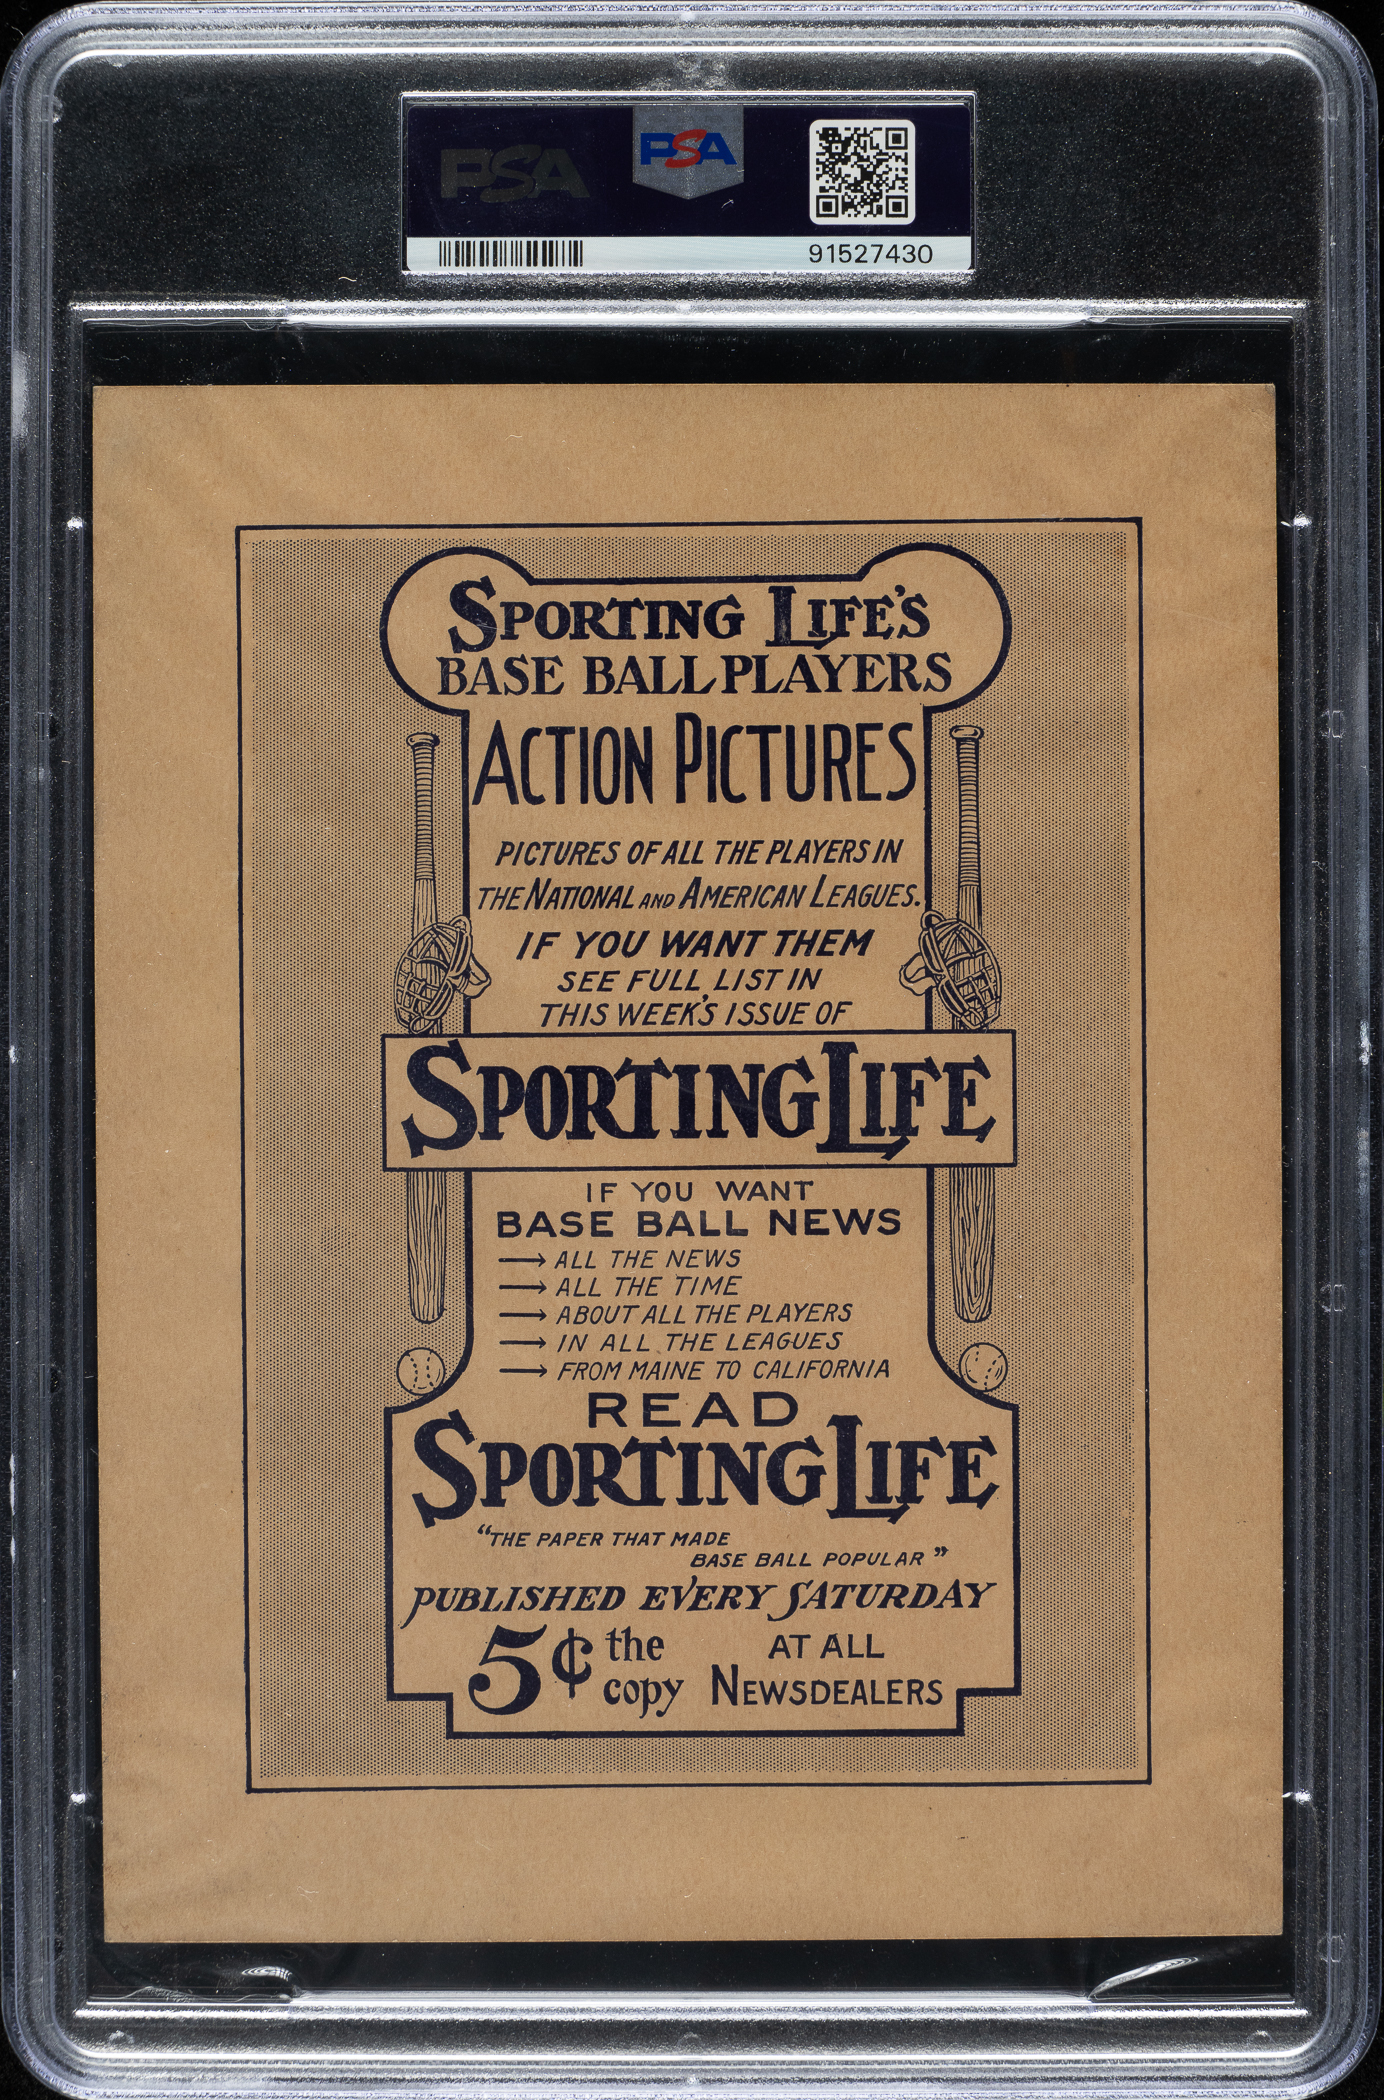 PSA
PSA
91527430
SPORTING LIFE'S
BASE BALL PLAYERS
ACTION PICTURES
PICTURES OF ALL THE PLAYERS IN
THE NATIONAL AND AMERICAN LEAGUES.
IF YOU WANT THEM
SEE FULL LIST IN
THIS WEEK'S ISSUE OF
SPORTING LIFE
IF YOU WANT
BASE BALL NEWS
→ ALL THE NEWS
→ ALL THE TIME
→ ABOUT ALL THE PLAYERS
→ IN ALL THE LEAGUES
→ FROM MAINE TO CALIFORNIA
READ
SPORTING LIFE
"THE PAPER THAT MADE
BASE BALL POPULAR"
PUBLISHED EVERY SATURDAY
5¢ the copy AT ALL NEWSDEALERS